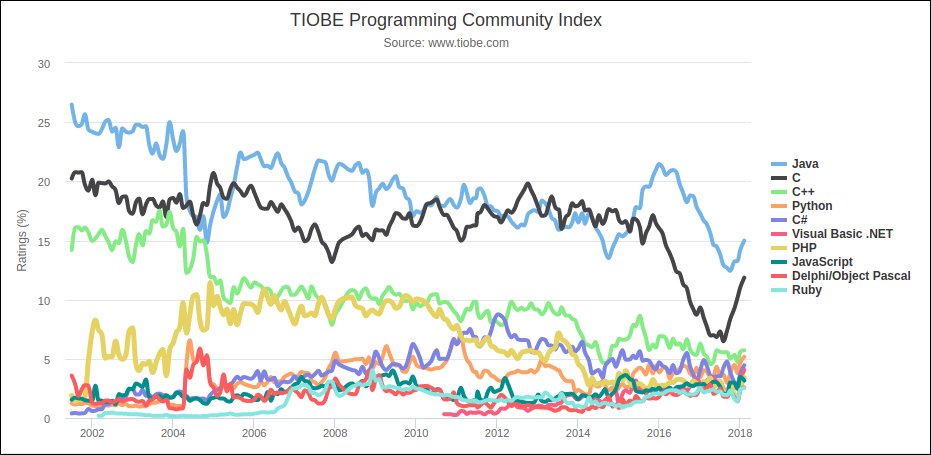 TIOBE Programming Community Index
Source: www.tiobe.com
Ratings (%)
30
25
20
15
10
5
0
2002 2004 2006 2008 2010 2012 2014 2016 2018
Java
C
C++
Python
C#
Visual Basic .NET
PHP
JavaScript
Delphi/Object Pascal
Ruby